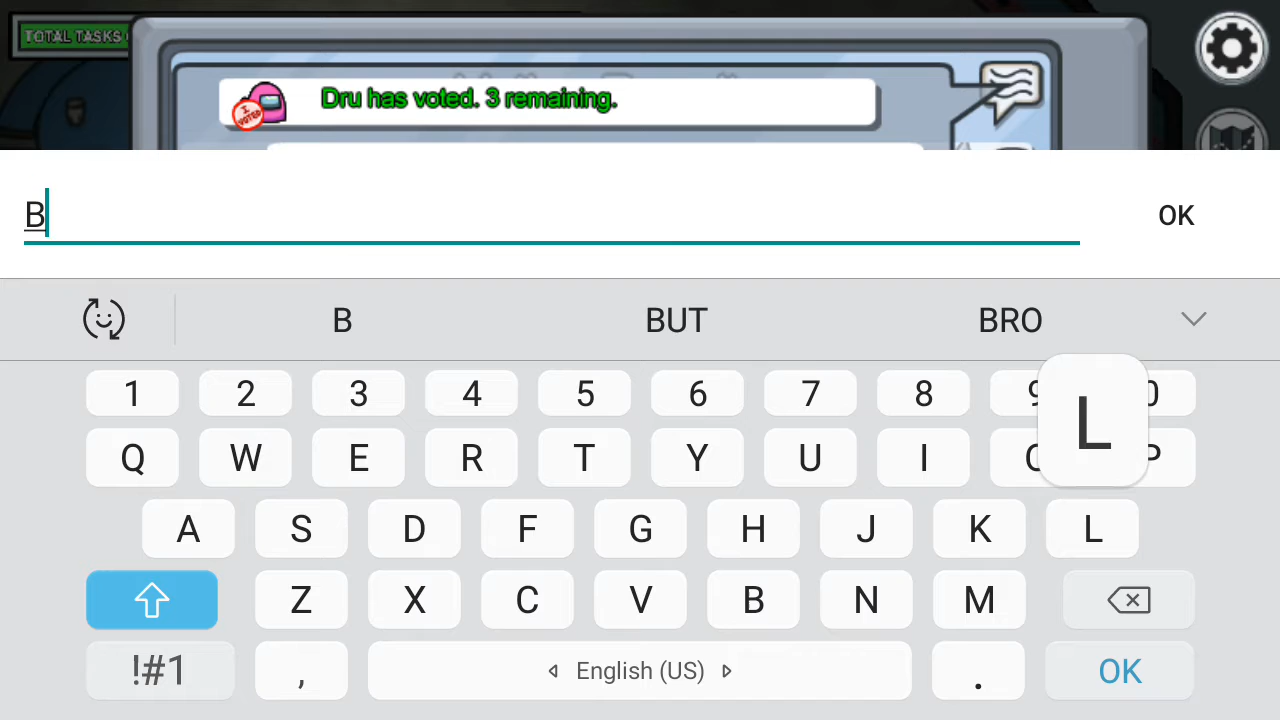 TOTAL TASKS
I VOTED
Dru has voted. 3 remaining.
B
OK
B BUT BRO
1 2 3 4 5 6 7 8 9 0
L
Q W E R T Y U I O P
A S D F G H J K L
Z X C V B N M
!#1 , English (US) . OK